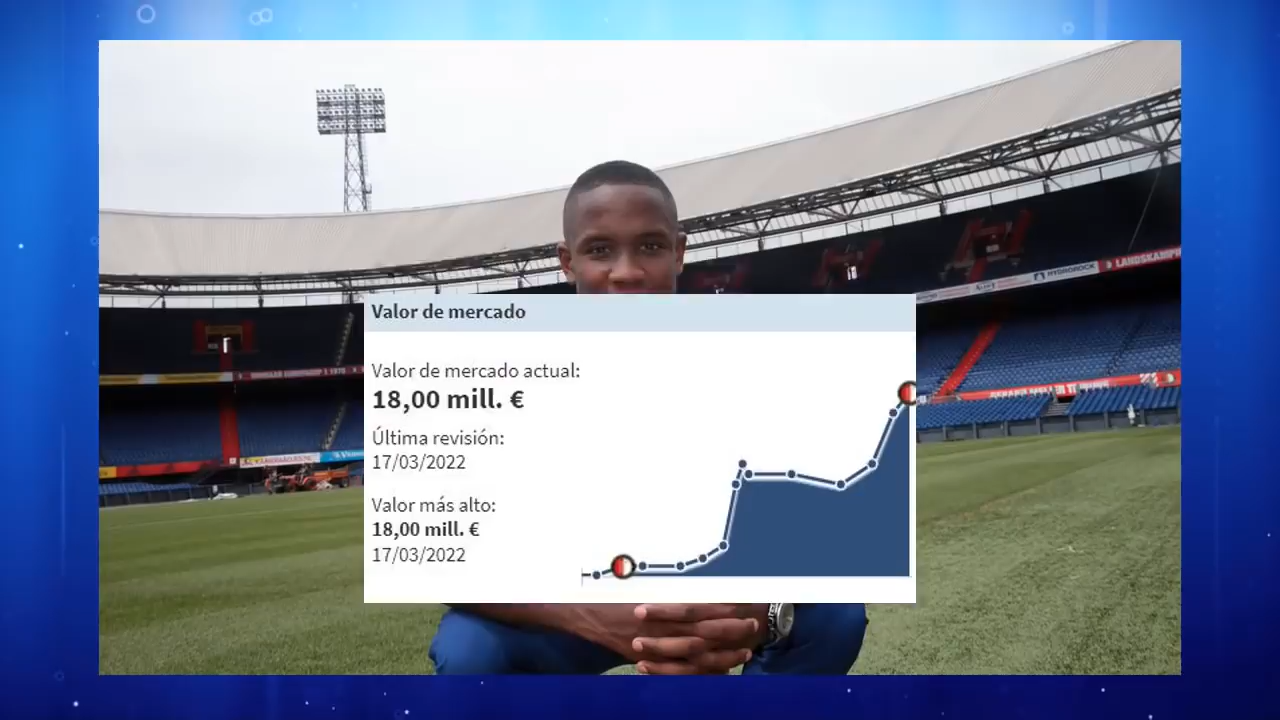 HYDROROCK
LANDSKAMPI
Valor de mercado
Valor de mercado actual:
18,00 mill. €
Última revisión:
17/03/2022
Valor más alto:
18,00 mill. €
17/03/2022